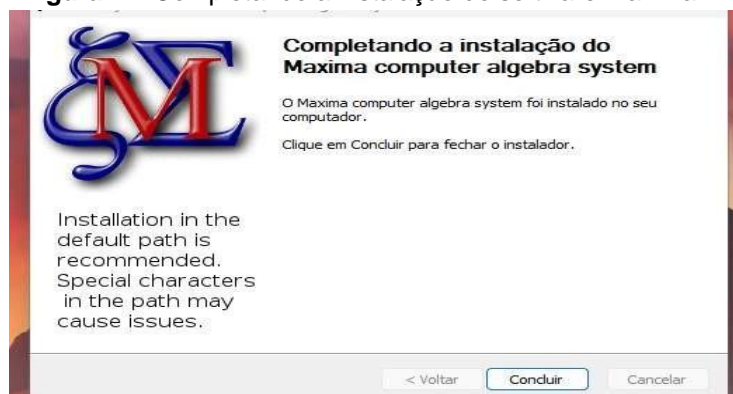 Completando a instalação do
Maxima computer algebra system
O Maxima computer algebra system foi instalado no seu
computador.
Clique em Concluir para fechar o instalador.
Installation in the
default path is
recommended.
Special characters
in the path may
cause issues.
< Voltar Concluir Cancelar